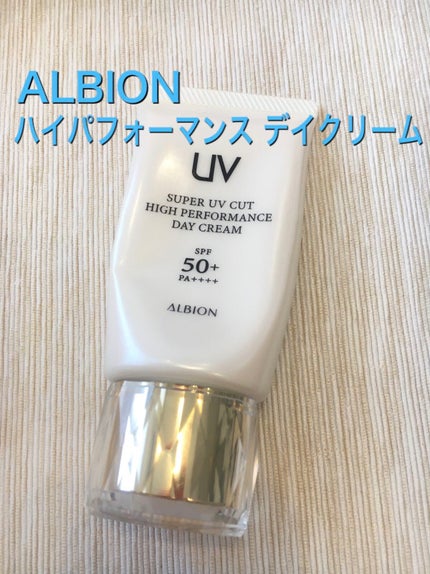 ALBION
ハイパフォーマンス デイクリーム
UV
SUPER UV CUT
HIGH PERFORMANCE
DAY CREAM
SPF
50+
PA++++
ALBION